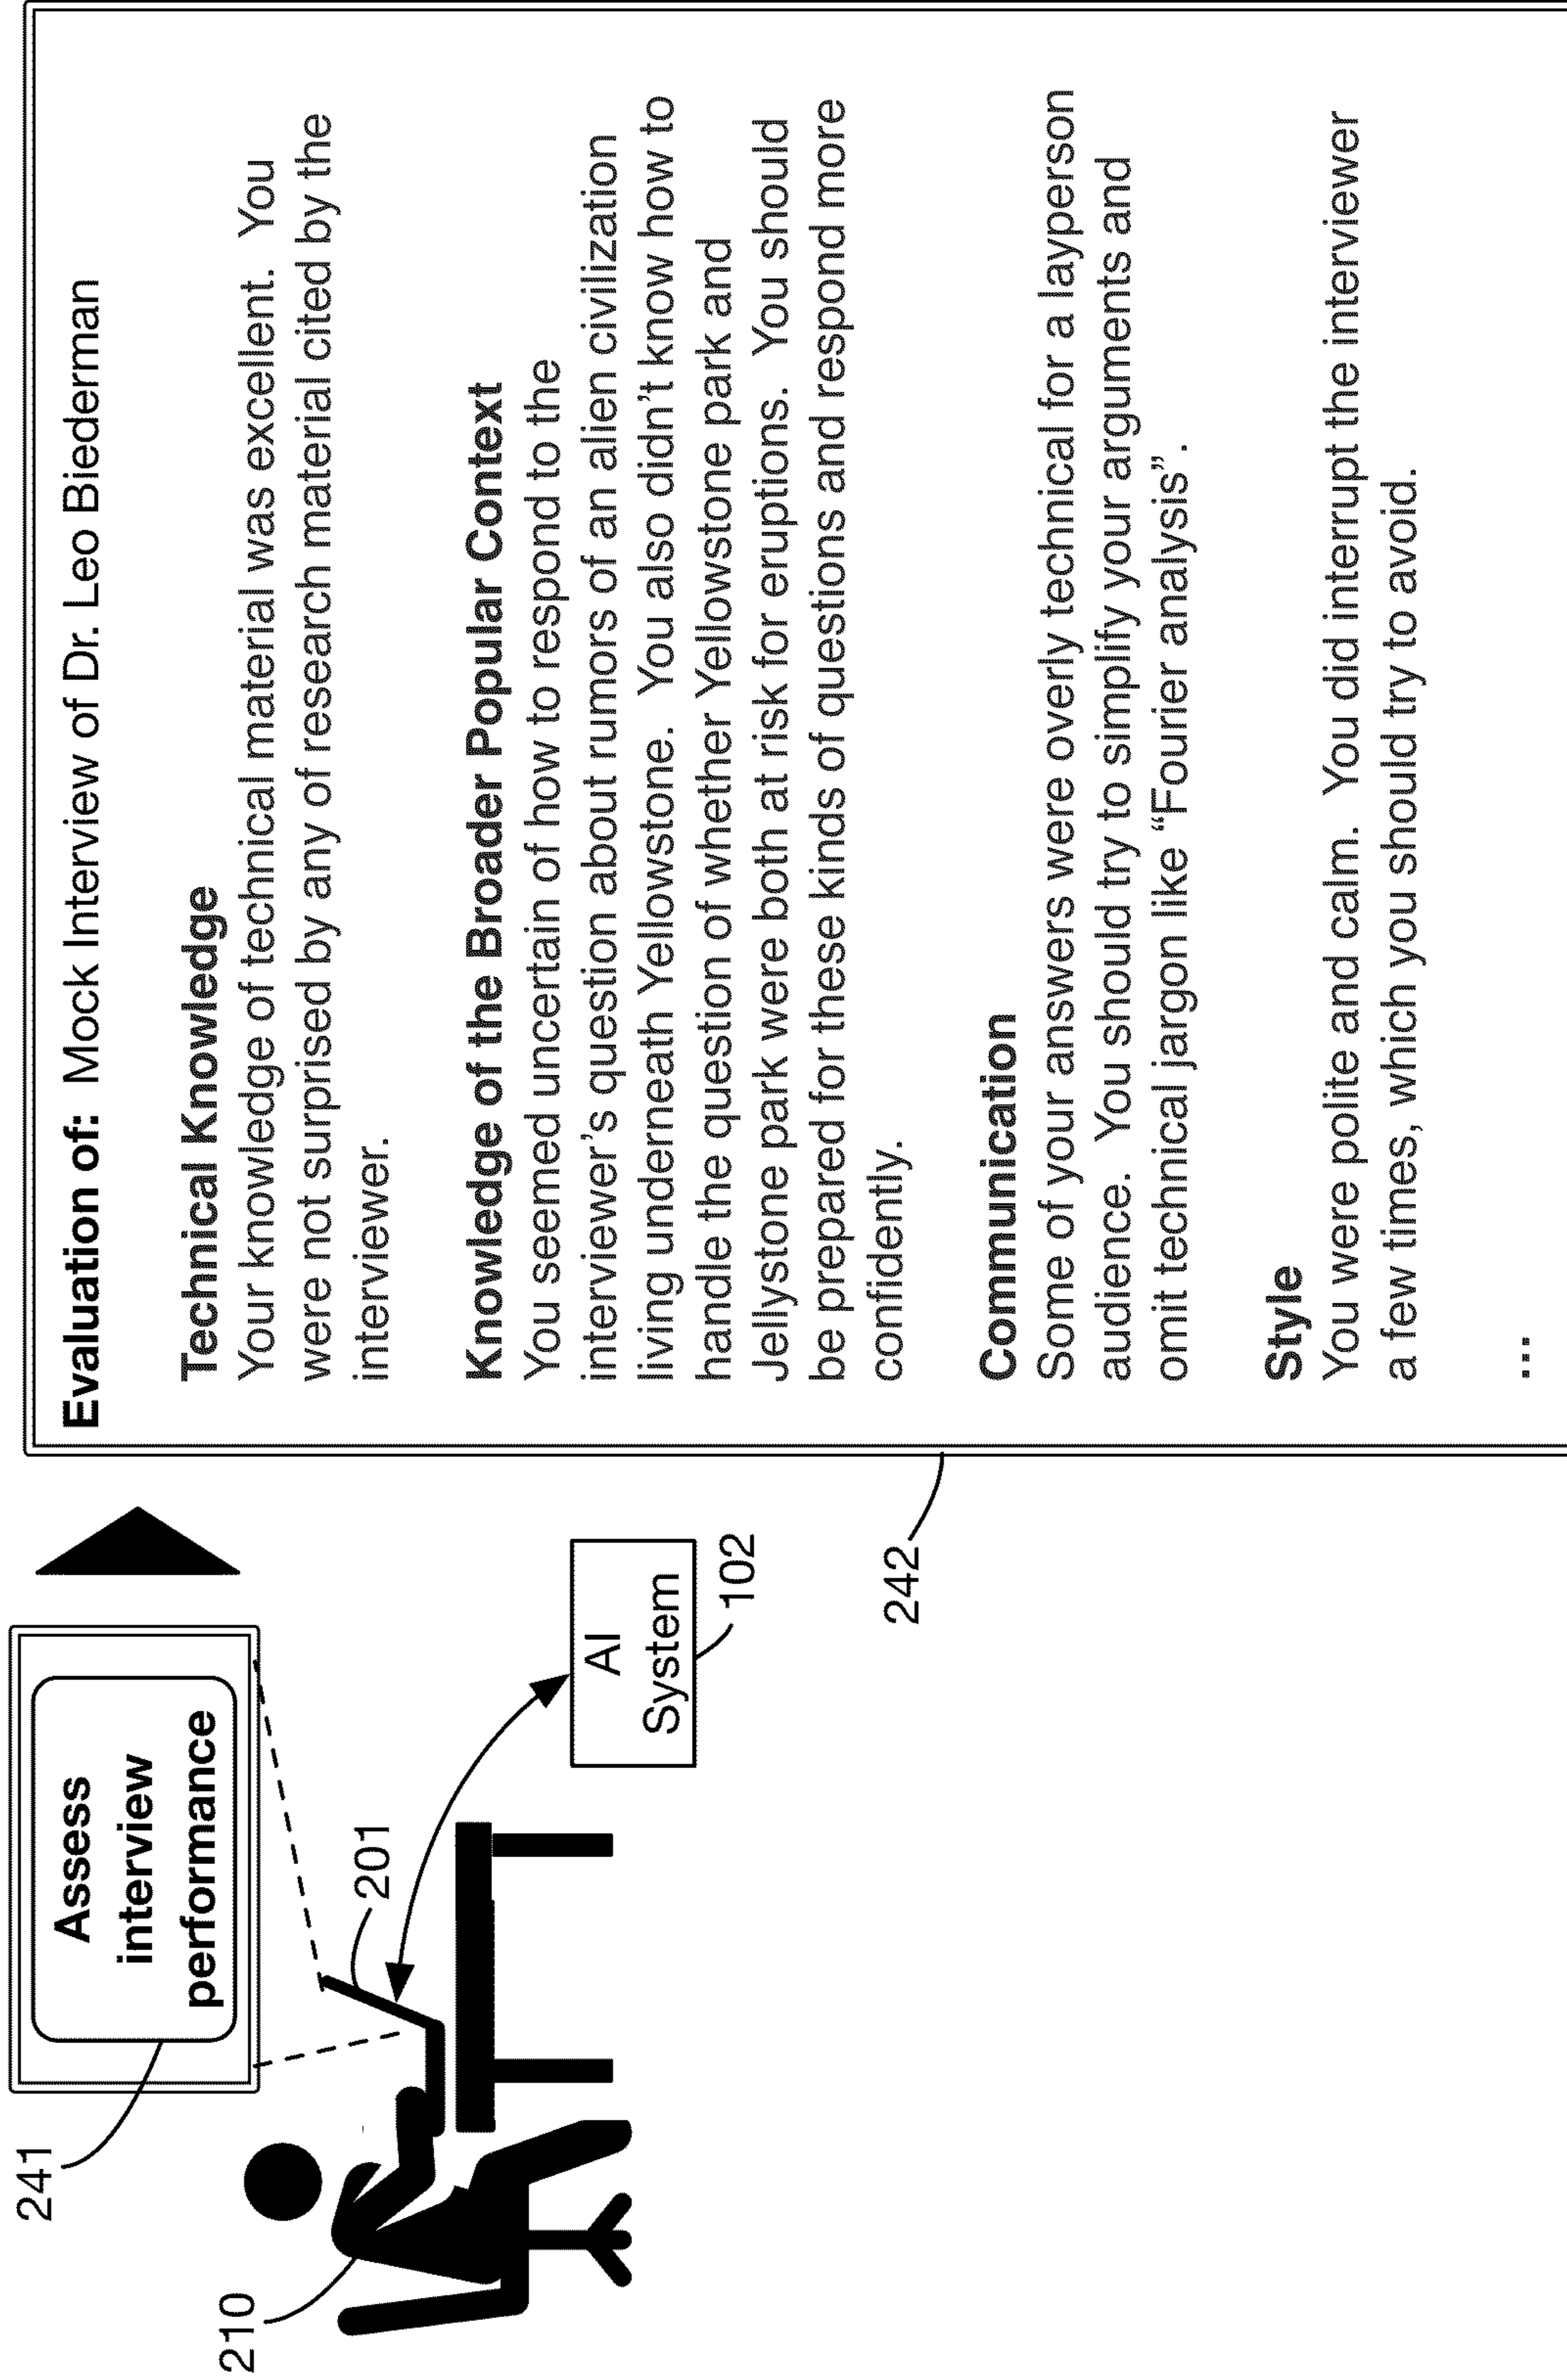 241
Assess
interview
performance
210
201
AI
System
102
242
Evaluation of: Mock Interview of Dr. Leo Biederman
Technical Knowledge
Your knowledge of technical material was excellent. You
were not surprised by any of research material cited by the
interviewer.
Knowledge of the Broader Popular Context
You seemed uncertain of how to respond to the
interviewer's question about rumors of an alien civilization
living underneath Yellowstone. You also didn't know how to
handle the question of whether Yellowstone park and
Jellystone park were both at risk for eruptions. You should
be prepared for these kinds of questions and respond more
confidently.
Communication
Some of your answers were overly technical for a layperson
audience. You should try to simplify your arguments and
omit technical jargon like “Fourier analysis”.
Style
You were polite and calm. You did interrupt the interviewer
a few times, which you should try to avoid.
...